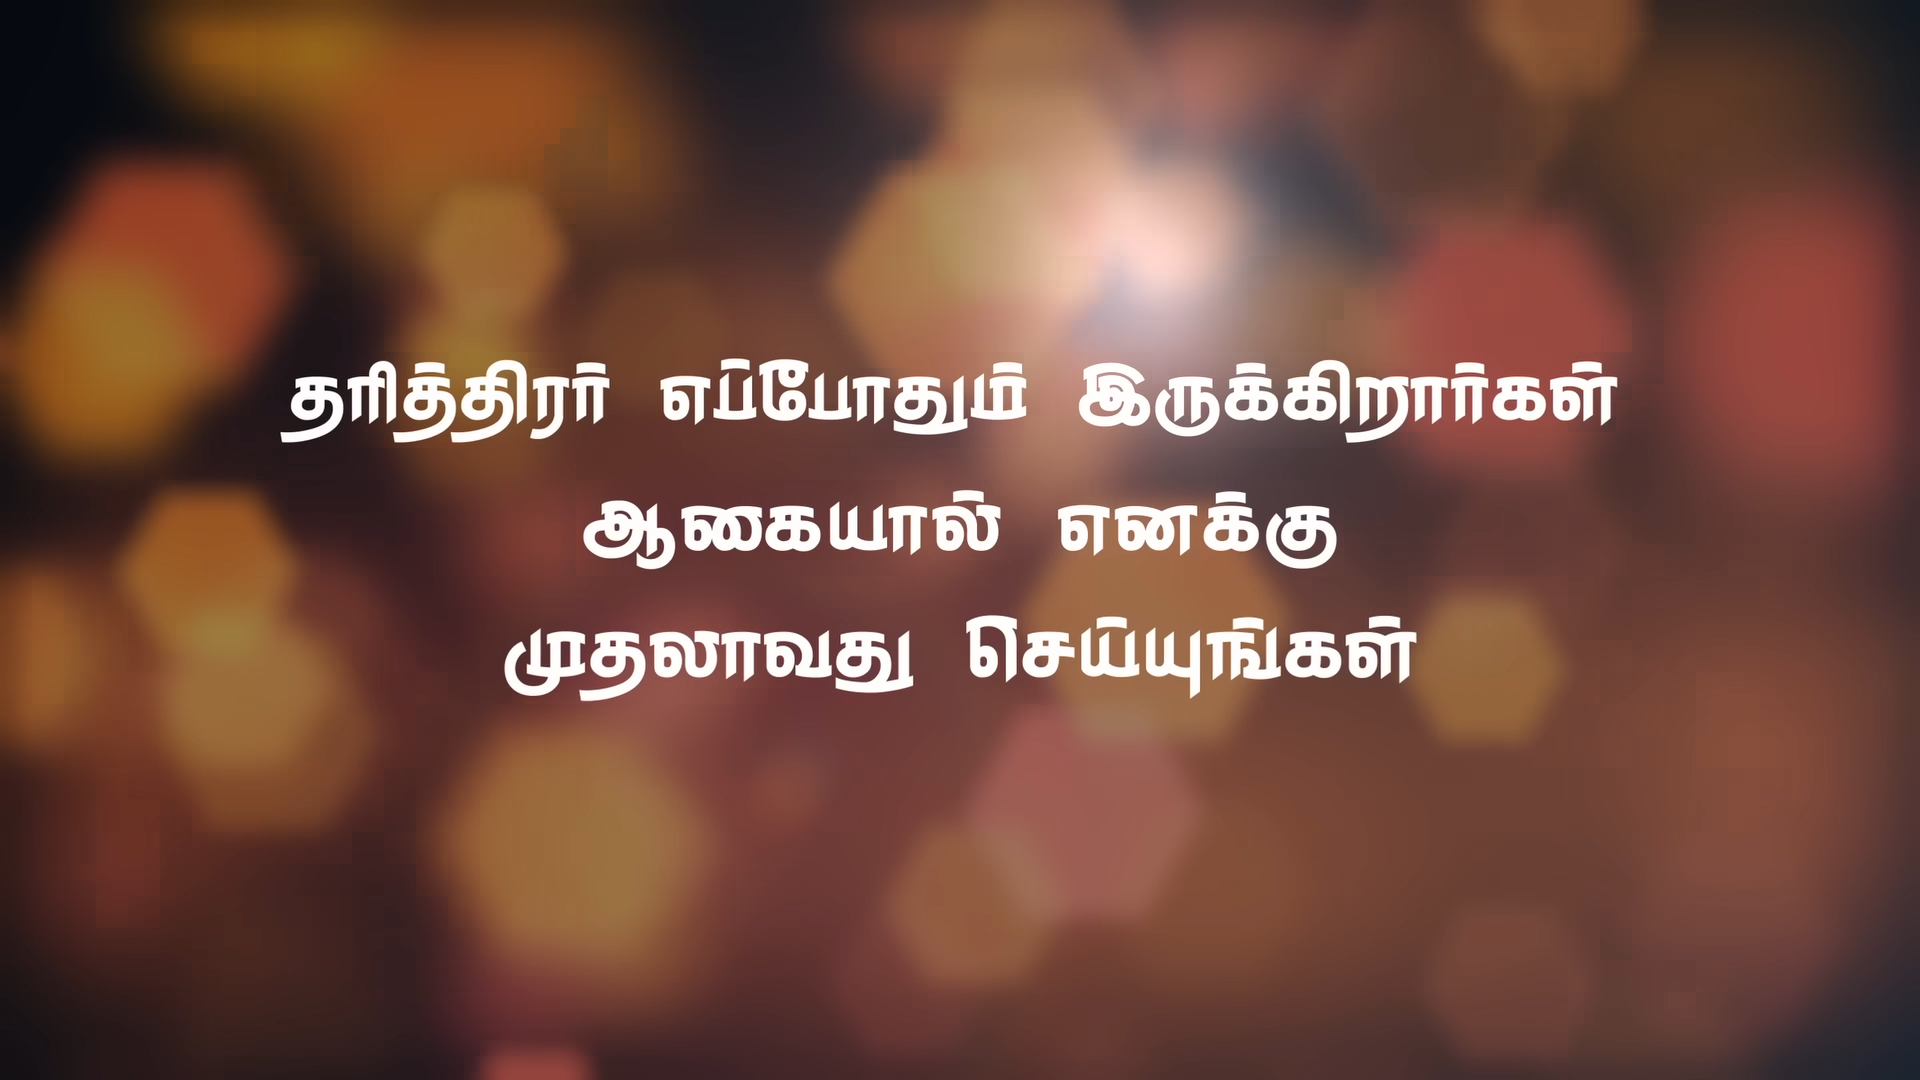 தரித்திரர் எப்போதும் இருக்கிறார்கள்
ஆகையால் எனக்கு
முதலாவது செய்யுங்கள்